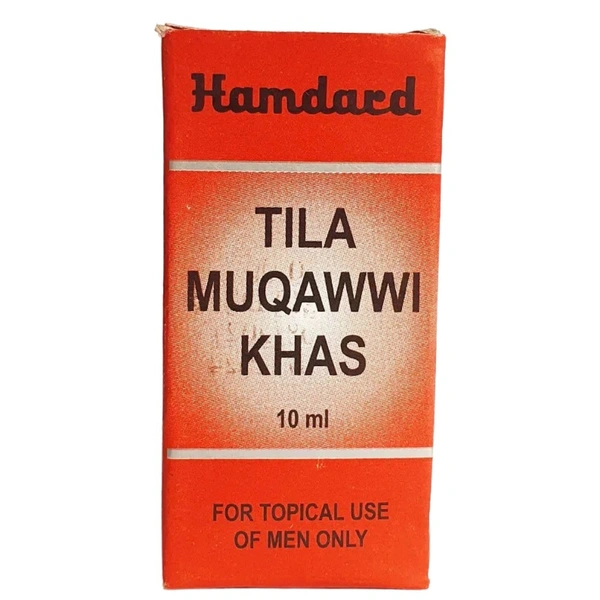 Hamdard
TILA
MUQAWWI
KHAS
10 ml
FOR TOPICAL USE
OF MEN ONLY